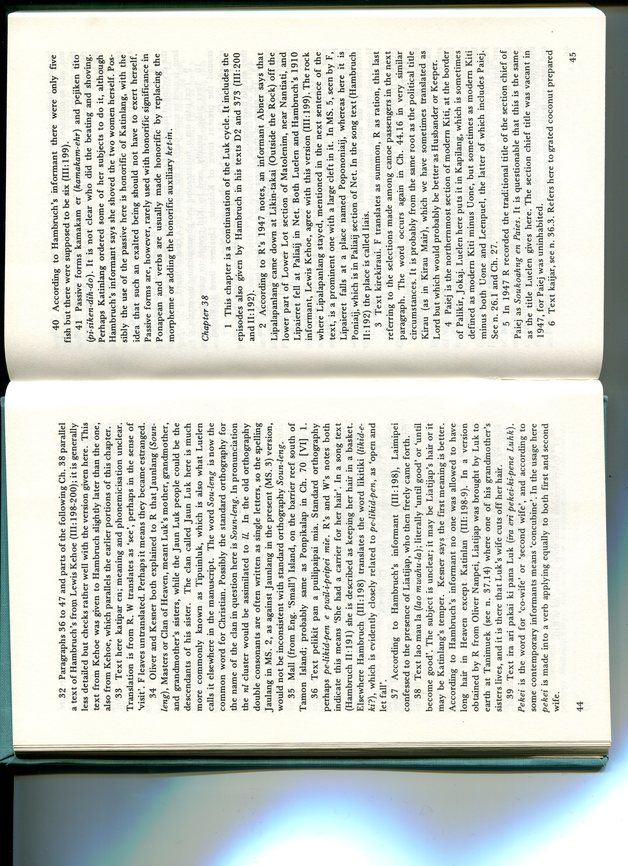 32 Paragraphs 36 to 47 and parts of the following Ch. 38 parallel
a text of Hambruch's from Lewis Kehoe (III:198-200); it is generally
less detailed but checks rather well with the version given here. This
text from Kehoe was given to Hambruch slightly later than the one,
also from Kehoe, which parallels the earlier portions of this chapter.
33 Text here katipar en; meaning and phonemicisation unclear.
Translation is from R. W translates as 'see', perhaps in the sense of
'visit'. F leaves untranslated. Perhaps it means they became estranged.
34 Oliver and Kesner both explained to R that Jaunlang (Soun-
leng), Masters or Clan of Heaven, meant Luk's mother, grandmother,
and grandmother's sisters, while the Jaun Luk people could be the
descendants of his sister. The clan called Jaun Luk here is much
more commonly known as Tipuinluk, which is also what Luelen
calls it elsewhere in the manuscript. The word Sou-leng is now the
common word for Christian. Possibly the standard orthography for
the name of the clan in question here is Soun-leng. In pronunciation
the nl cluster would be assimilated to ll. In the old orthography
double consonants are often written as single letters, so the spelling
Jaulang in MS. 2, as against Jaunlang in the present (MS. 3) version,
would not be inconsistent with standard orthography Soun-leng.
35 Mall (from Eng. 'Small') Island, on the barrier reef south of
Tamon Island; probably same as Ponpikalap in Ch. 70 [VI] 1.
36 Text pelikit pan a puilipaipai mia. Standard orthography
perhaps pe-likid-pen e pwil-i-peipei mie. R's and W's notes both
indicate this means 'She had a carrier for her hair'. In a song text
(Hambruch II:191) she is described as keeping her hair in a basket.
Elsewhere Hambruch (III:198) translates the word likitiki (likid-e-
ki?), which is evidently closely related to pe-likid-pen, as 'open and
let fall'.
37 According to Hambruch's informant (III:198), Laimipei
confessed to the presence of Liatijap, who then freely came forth.
38 Text lao mau la (lao mwahu-la); literally 'until good' or 'until
become good'. The subject is unclear; it may be Liatijap's hair or it
may be Katinlang's temper. Kesner says the first meaning is better.
According to Hambruch's informant no one was allowed to have
long hair in Heaven except Katinlan (III:198-9). In a version
obtained by R from Oliver Nanpei, Liatijap was brought by Luk to
earth at Tanimuek (see n. 37.14) where one of his grandmother's
sisters lives, and it is there that Luk's wife cuts off her hair.
39 Text ira ari pakai ki pana Luk (ira eri pekei-ki-pene Luhk).
Pekei is the word for 'co-wife' or 'second wife', and according to
some contemporary informants means 'concubine'. In the usage here
pekei is made into a verb applying equally to both first and second
wife.
44
40 According to Hambruch's informant there were only five
fish but there were supposed to be six (III:199).
41 Passive forms kamakam er (kamakam-ehr) and pejiken tito
(pi-siken-dih-do). It is not clear who did the beating and shoving.
Perhaps Katinlang ordered some of her subjects to do it, although
Hambruch's informant says she shoved the two women herself. Pos-
sibly the use of the passive here is honorific of Katinlang, with the
idea that such an exalted being should not have to exert herself.
Passive forms are, however, rarely used with honorific significance in
Ponapean and verbs are usually made honorific by replacing the
morpheme or adding the honorific auxiliary ket-in.
Chapter 38
1 This chapter is a continuation of the Luk cycle. It includes the
episodes also given by Hambruch in his texts D2 and 373 (III:200
and II:192).
2 According to R's 1947 notes, an informant Abner says that
Lipalapanlang came down at Likin-takai (Outside the Rock) off the
lower part of Lower Lot section of Matolenim, near Nantiati, and
Lipaieret fell at Paliaij in Net. Both Luelen and Hambruch's 1910
informant, Lewis Kehoe, agree with this version (III:199). The rock
where Lipalapanlang stayed, mentioned in the next sentence of the
text, is a prominent one with a large cleft in it. In MS. 5, seen by F,
Lipaieret falls at a place named Popononiaij, whereas here it is
Poniaij, which is in Paliaij section of Net. In the song text (Hambruch
II:192) the place is called Iiais.
3 Text kirekiraui. F translates as summon, R as ration, this last
referring to the selections made among canoe passengers in the next
paragraph. The word occurs again in Ch. 44.16 in very similar
circumstances. It is probably from the same root as the political title
Kirau (as in Kirau Mair), which we have sometimes translated as
Lord but which would probably be better as Husbander or Keeper.
4 Paiej is the northernmost section of modern Kiti, at the border
of Palikir, Jokaj. Luelen here puts it in Kapilang, which is sometimes
defined as modern Kiti minus Uone, but sometimes as modern Kiti
minus both Uone and Leenpuel, the latter of which includes Paiej.
See n. 26.1 and Ch. 27.
5 In 1947 R recorded the traditional title of the section chief of
Paiej as Soukoahng en Paies. It is questionable that this is the same
as the title Luelen gives here. The section chief title was vacant in
1947, for Paiej was uninhabited.
6 Text kaijar, see n. 36.3. Refers here to grated coconut prepared
45